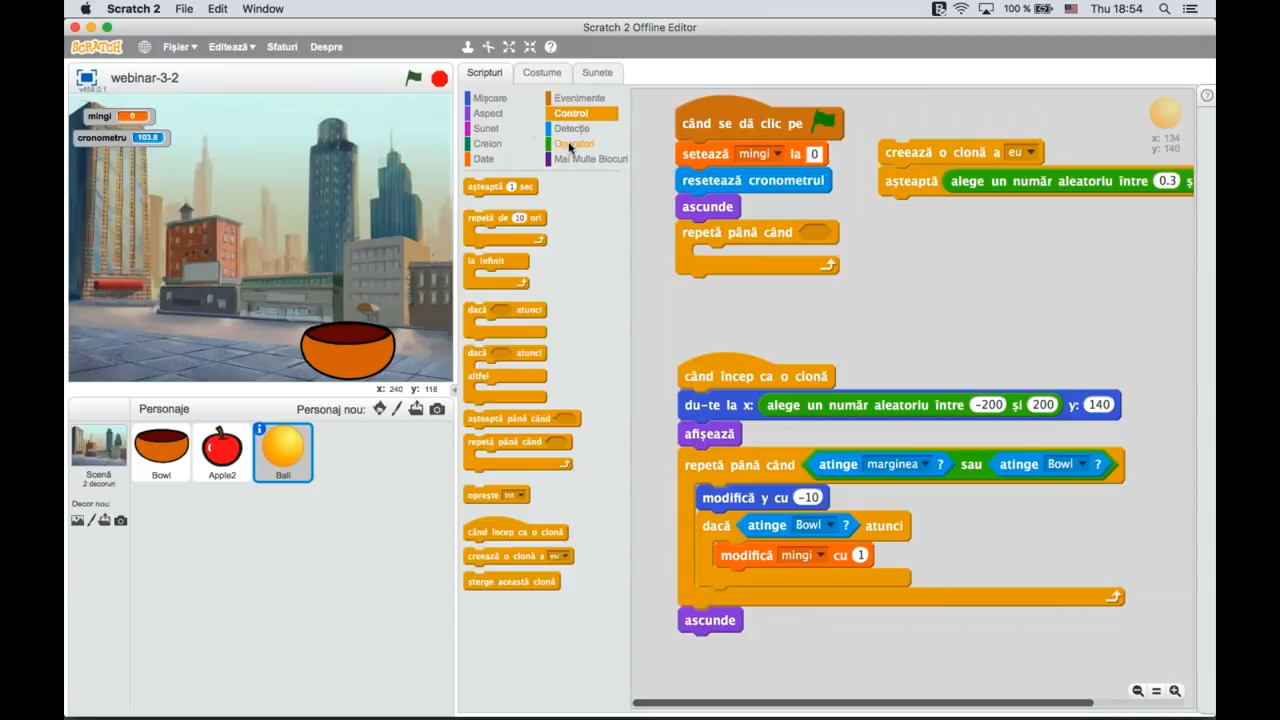 Scratch 2 File Edit Window 100 % Thu 18:54
Scratch 2 Offline Editor
SCRATCH Fișier Editează Sfaturi Despre
webinar-3-2
v458.0.1
mingi 0
cronometru 103.8
x: 240 y: 118
Personaje Personaj nou:
Scenă
2 decoruri
Decor nou:
Bowl
Apple2
Ball
Scripturi Costume Sunete
Mișcare Evenimente
Aspect Control
Sunet Detecție
Creion Operatori
Date Mai Multe Blocuri
așteaptă 1 sec
repetă de 10 ori
la infinit
dacă atunci
dacă atunci
altfel
așteaptă până când
repetă până când
oprește tot
când încep ca o clonă
creează o clonă a eu
șterge această clonă
când se dă clic pe
setează mingi la 0
resetează cronometrul
ascunde
repetă până când
creează o clonă a eu
așteaptă alege un număr aleatoriu între 0.3 ș
x: 134
y: 140
când încep ca o clonă
du-te la x: alege un număr aleatoriu între -200 și 200 y: 140
afișează
repetă până când atinge marginea ? sau atinge Bowl ?
modifică y cu -10
dacă atinge Bowl ? atunci
modifică mingi cu 1
ascunde